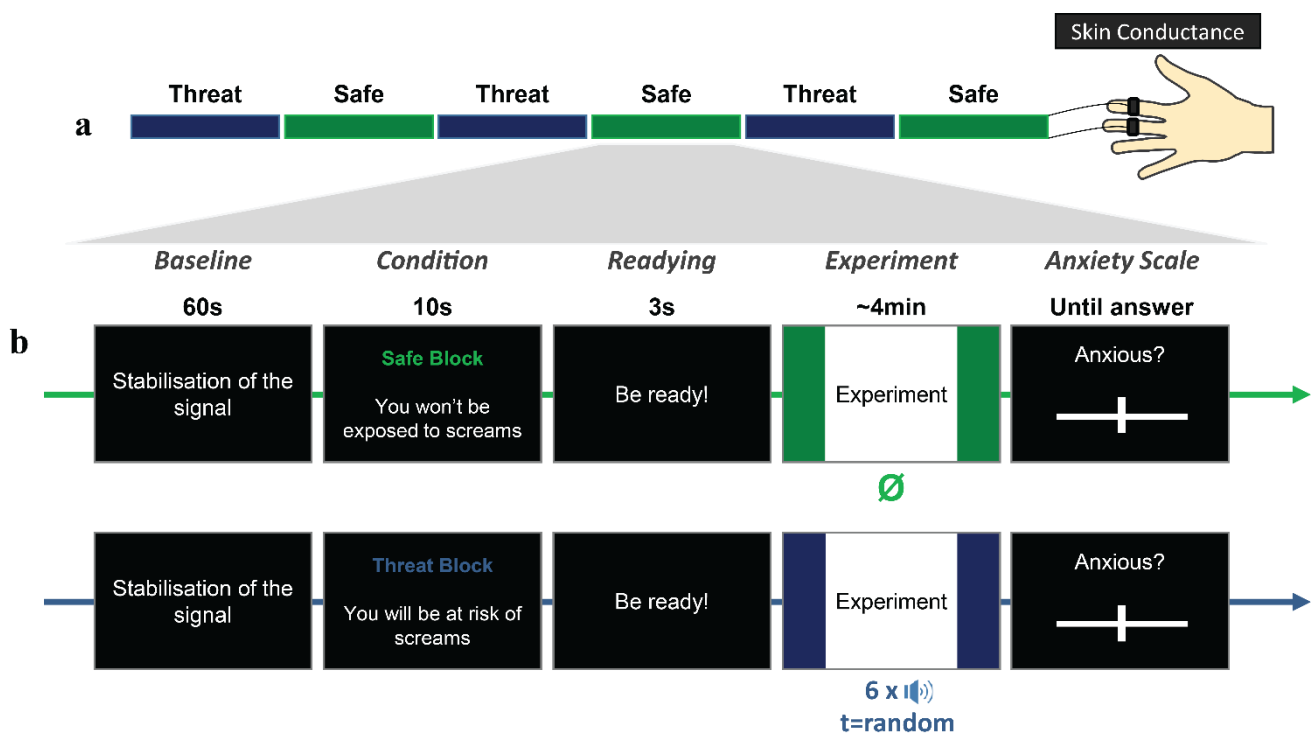 Skin Conductance
Threat Safe Threat Safe Threat Safe
a
Baseline Condition Readying Experiment Anxiety Scale
60s 10s 3s ~4min Until answer
b
Stabilisation of the
signal
Safe Block
You won't be
exposed to screams
Be ready!
Experiment
Anxious?
Ø
Stabilisation of the
signal
Threat Block
You will be at risk of
screams
Be ready!
Experiment
Anxious?
6 x
t=random